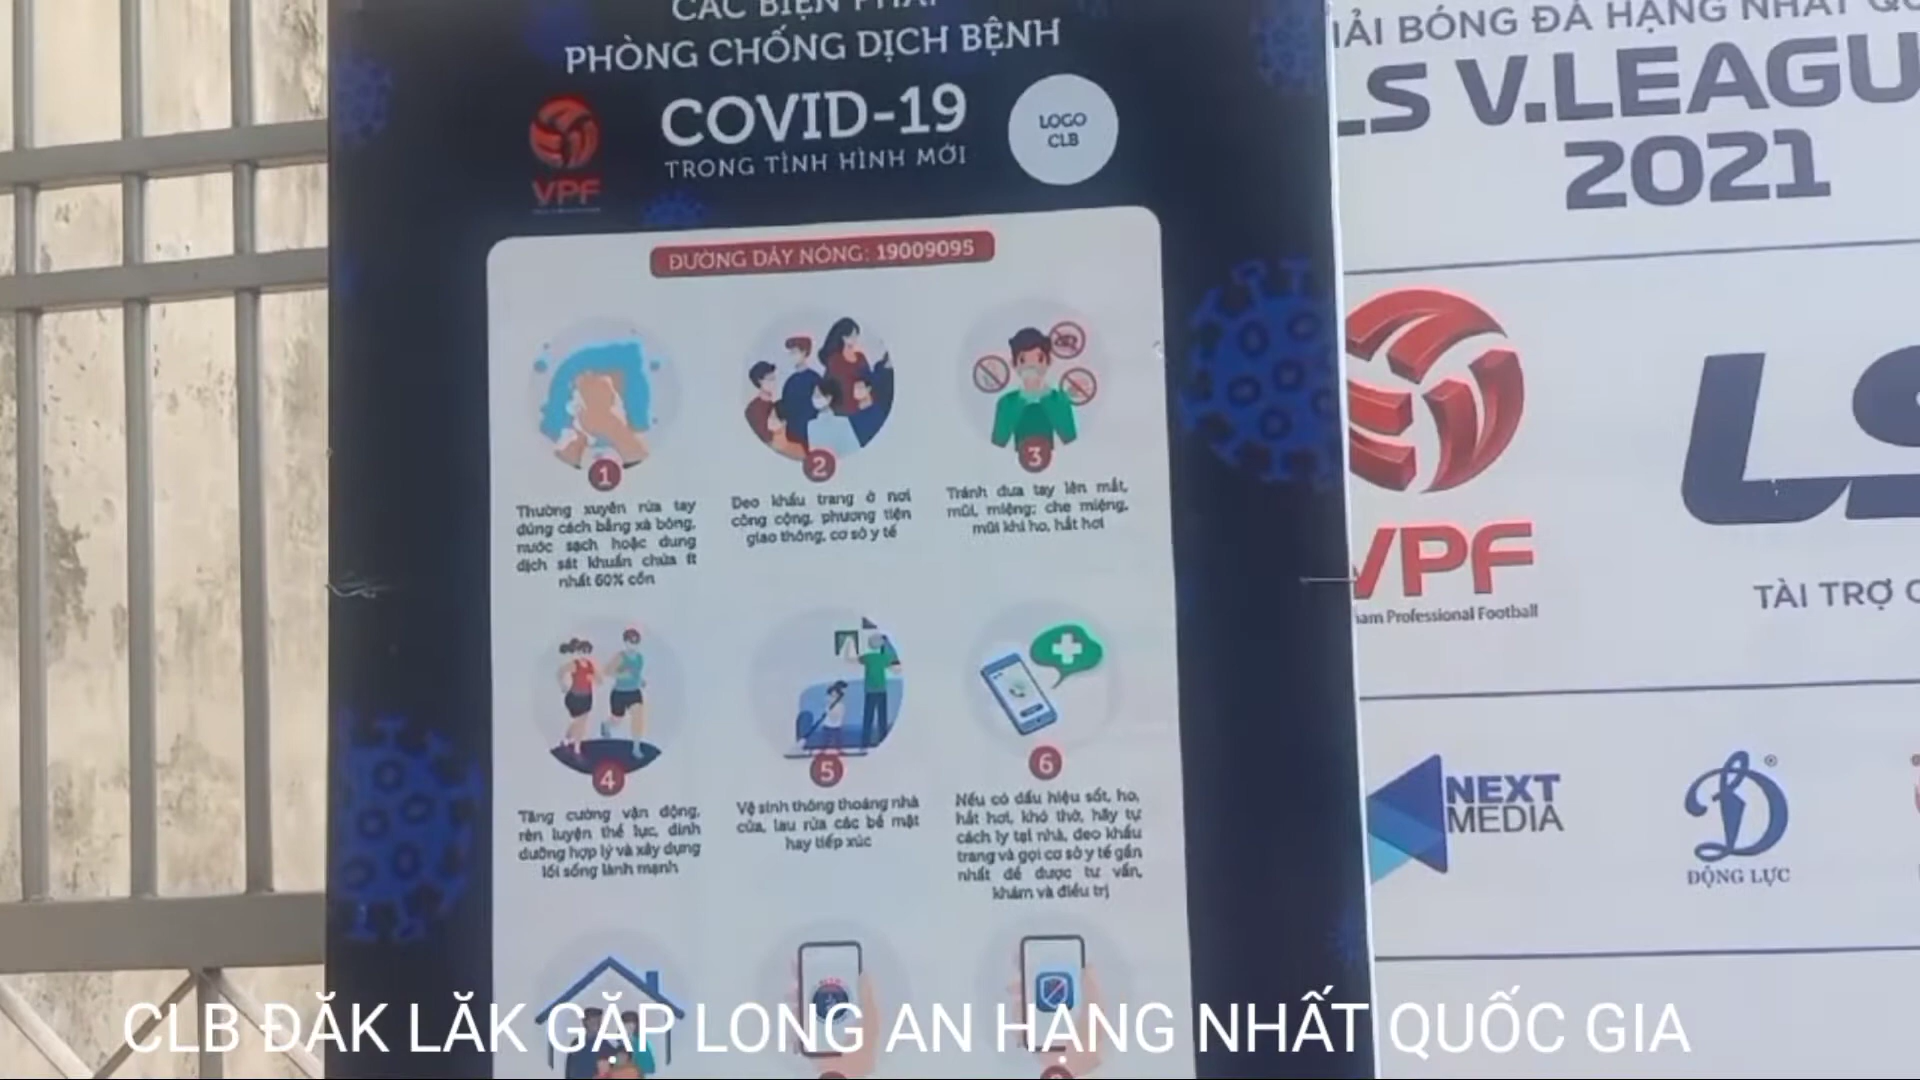 CÁC BIỆN PHÁP
PHÒNG CHỐNG DỊCH BỆNH
COVID-19
TRONG TÌNH HÌNH MỚI
VPF
LOGO
CLB
ĐƯỜNG DÂY NÓNG: 19009095
1
Thường xuyên rửa tay
đúng cách bằng xà bông,
nước sạch hoặc dung
dịch sát khuẩn chứa ít
nhất 60% cồn
2
Đeo khẩu trang ở nơi
công cộng, phương tiện
giao thông, cơ sở y tế
3
Tránh đưa tay lên mắt,
mũi, miệng; che miệng,
mũi khi ho, hắt hơi
4
Tăng cường vận động,
rèn luyện thể lực, dinh
dưỡng hợp lý và xây dựng
lối sống lành mạnh
5
Vệ sinh thông thoáng nhà
cửa, lau rửa các bề mặt
hay tiếp xúc
6
Nếu có dấu hiệu sốt, ho,
hắt hơi, khó thở, hãy tự
cách ly tại nhà, đeo khẩu
trang và gọi cơ sở y tế gần
nhất để được tư vấn,
khám và điều trị
IẢI BÓNG ĐÁ HẠNG NHẤT QU
LS V.LEAGU
2021
VPF
nam Professional Football
LS
TÀI TRỢ
NEXT
MEDIA
ĐỘNG LỰC
CLB ĐĂK LĂK GẶP LONG AN HẠNG NHẤT QUỐC GIA